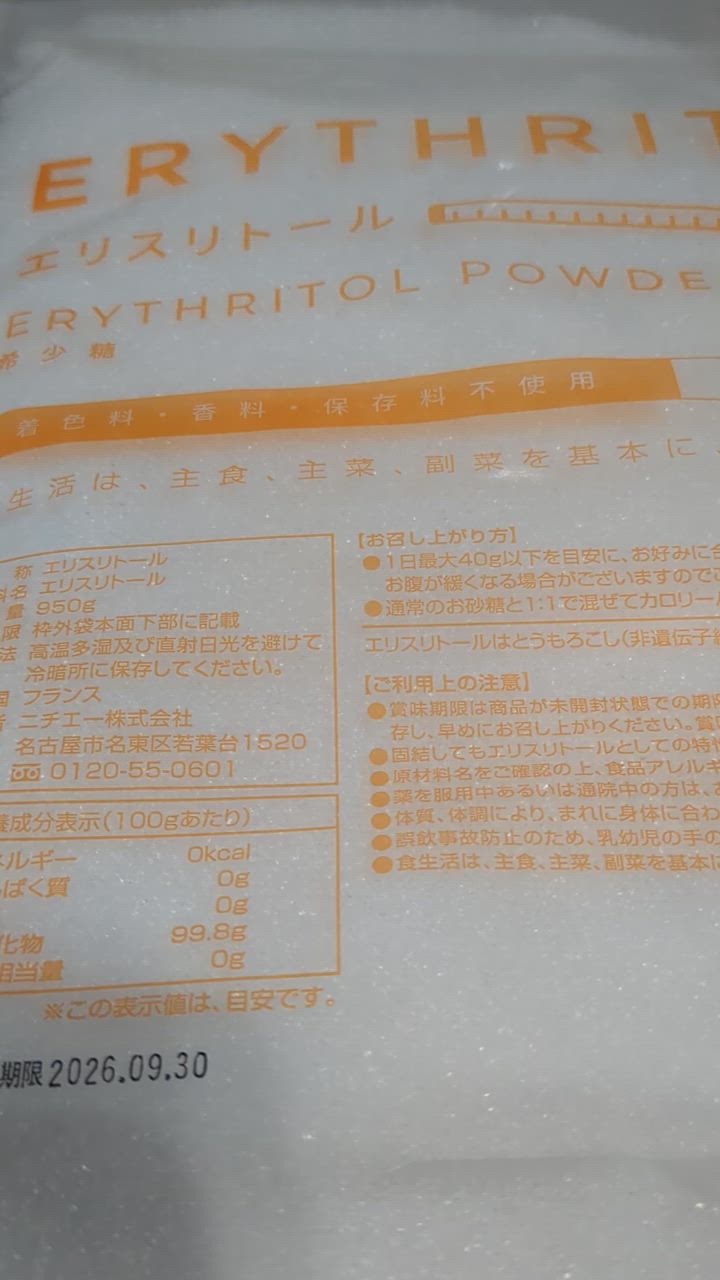 ERYTHRIT
エリスリトール
ERYTHRITOL POWDE
希少糖
着色料・香料・保存料不使用
生活は、主食、主菜、副菜を基本に、
称 エリスリトール
料名 エリスリトール
量 950g
限 枠外袋本面下部に記載
法 高温多湿及び直射日光を避けて
冷暗所に保存してください。
国 フランス
者 ニチエー株式会社
名古屋市名東区若葉台1520
0120-55-0601
養成分表示(100gあたり)
ネルギー 0kcal
んぱく質 0g
0g
化物 99.8g
相当量 0g
※この表示値は、目安です。
期限 2026.09.30
【お召し上がり方】
●1日最大40g以下を目安に、お好みに合
お腹が緩くなる場合がございますので
●通常のお砂糖と1:1で混ぜてカロリー
エリスリトールはとうもろこし(非遺伝子
【ご利用上の注意】
●賞味期限は商品が未開封状態での期限
存し、早めにお召し上がりください。賞
●固結してもエリスリトールとしての特
●原材料名をご確認の上、食品アレルギ
●薬を服用中あるいは通院中の方は、お
●体質、体調により、まれに身体に合わ
●誤飲事故防止のため、乳幼児の手の
●食生活は、主食、主菜、副菜を基本に